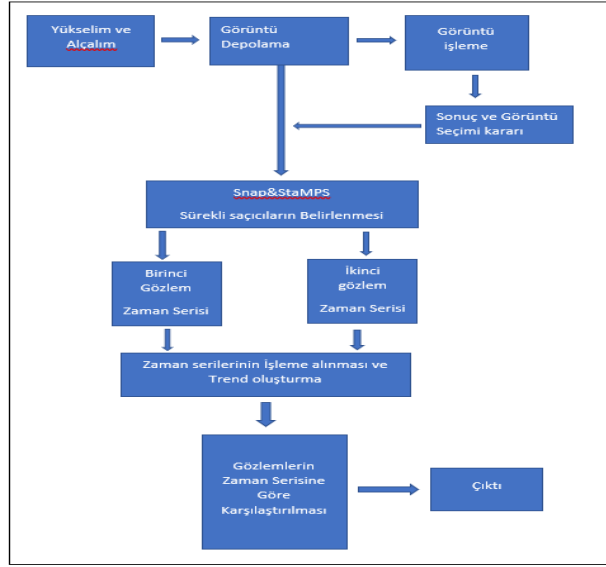 Yükselim ve
Alçalım
Görüntü
Depolama
Görüntü
işleme
Sonuç ve Görüntü
Seçimi kararı
Snap&StaMPS
Sürekli saçıcıların Belirlenmesi
Birinci
Gözlem
Zaman Serisi
İkinci
gözlem
Zaman Serisi
Zaman serilerinin İşleme alınması ve
Trend oluşturma
Gözlemlerin
Zaman Serisine
Göre
Karşılaştırılması
Çıktı